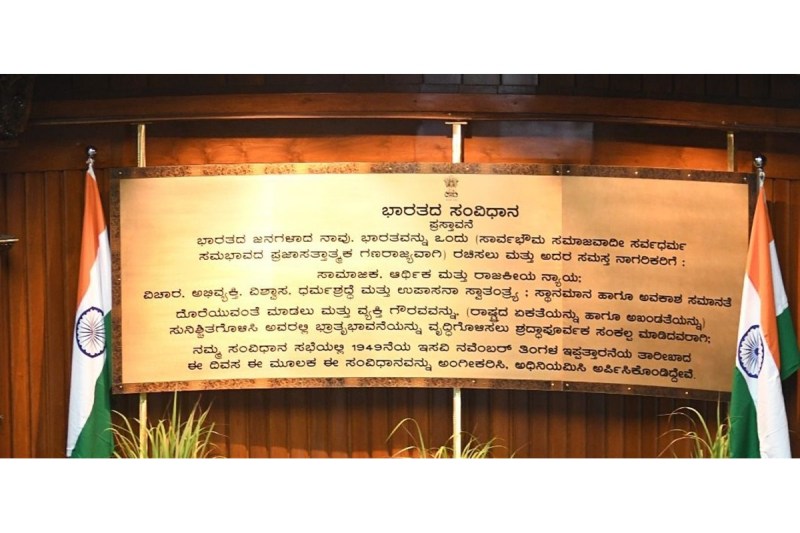 ಭಾರತದ ಸಂವಿಧಾನ
ಪ್ರಸ್ತಾವನೆ
ಭಾರತದ ಜನಗಳಾದ ನಾವು, ಭಾರತವನ್ನು ಒಂದು (ಸಾರ್ವಭೌಮ ಸಮಾಜವಾದೀ ಸರ್ವಧರ್ಮ
ಸಮಭಾವದ ಪ್ರಜಾಸತ್ತಾತ್ಮಕ ಗಣರಾಜ್ಯವಾಗಿ) ರಚಿಸಲು ಮತ್ತು ಅದರ ಸಮಸ್ತ ನಾಗರಿಕರಿಗೆ :
ಸಾಮಾಜಿಕ, ಆರ್ಥಿಕ ಮತ್ತು ರಾಜಕೀಯ ನ್ಯಾಯ;
ವಿಚಾರ, ಅಭಿವ್ಯಕ್ತಿ, ವಿಶ್ವಾಸ, ಧರ್ಮಶ್ರದ್ಧೆ ಮತ್ತು ಉಪಾಸನಾ ಸ್ವಾತಂತ್ರ್ಯ : ಸ್ಥಾನಮಾನ ಹಾಗೂ ಅವಕಾಶ ಸಮಾನತೆ
ದೊರೆಯುವಂತೆ ಮಾಡಲು ಮತ್ತು ವ್ಯಕ್ತಿ ಗೌರವವನ್ನು, (ರಾಷ್ಟ್ರದ ಏಕತೆಯನ್ನು ಹಾಗೂ ಅಖಂಡತೆಯನ್ನು)
ಸುನಿಶ್ಚಿತಗೊಳಿಸಿ ಅವರಲ್ಲಿ ಭ್ರಾತೃಭಾವನೆಯನ್ನು ವೃದ್ಧಿಗೊಳಿಸಲು ಶ್ರದ್ಧಾಪೂರ್ವಕ ಸಂಕಲ್ಪ ಮಾಡಿದವರಾಗಿ;
ನಮ್ಮ ಸಂವಿಧಾನ ಸಭೆಯಲ್ಲಿ 1949ನೆಯ ಇಸವಿ ನವೆಂಬರ್ ತಿಂಗಳ ಇಪ್ಪತ್ತಾರನೆಯ ತಾರೀಖಾದ
ಈ ದಿವಸ ಈ ಮೂಲಕ ಈ ಸಂವಿಧಾನವನ್ನು ಅಂಗೀಕರಿಸಿ, ಅಧಿನಿಯಮಿಸಿ ಅರ್ಪಿಸಿಕೊಂಡಿದ್ದೇವೆ.